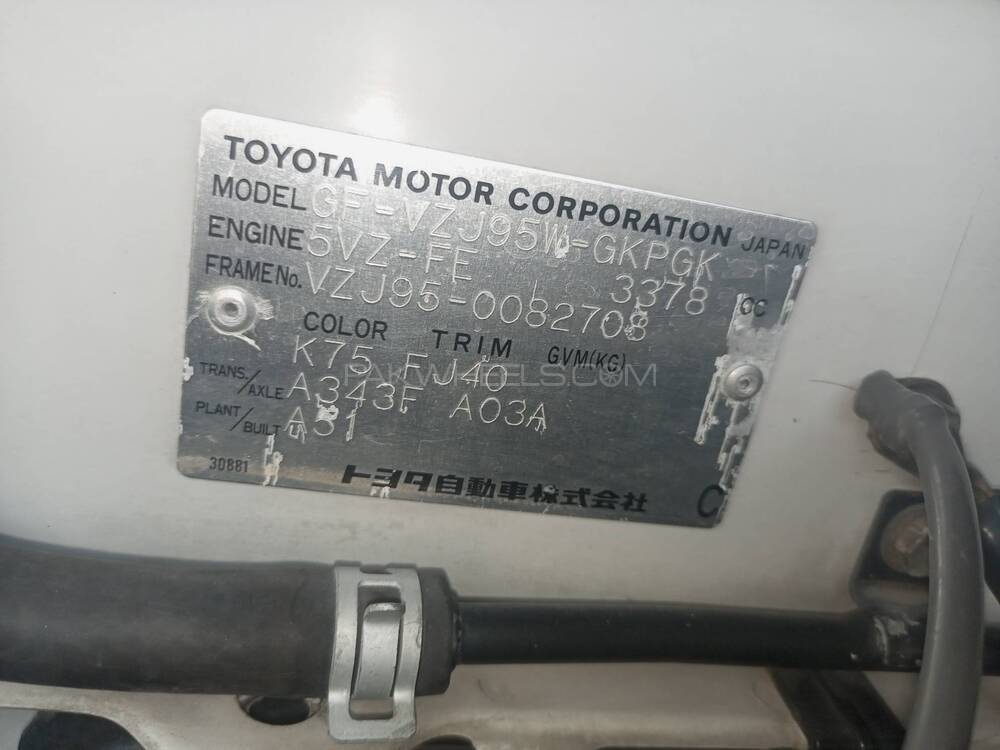 TOYOTA MOTOR CORPORATION JAPAN
MODEL GF-VZJ95W-GKPGK
ENGINE 5VZ-FE 3378 CC
FRAME No. VZJ95-0082708
COLOR TRIM GVM(KG)
K75 FJ40
TRANS./AXLE A343F A03A
PLANT/BUILT A31
30881
トヨタ自動車株式会社 C
PAKWHEELS.COM